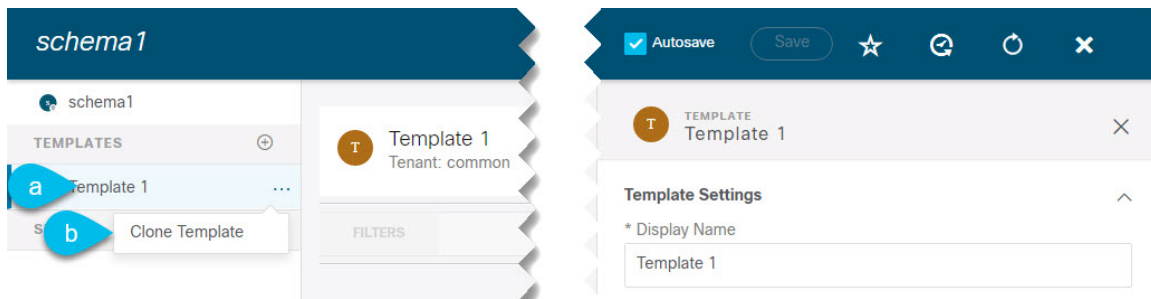 schema1
Autosave
Save
schema1
TEMPLATES
a
Template 1
...
b
Clone Template
T
Template 1
Tenant: common
FILTERS
T
TEMPLATE
Template 1
Template Settings
* Display Name
Template 1